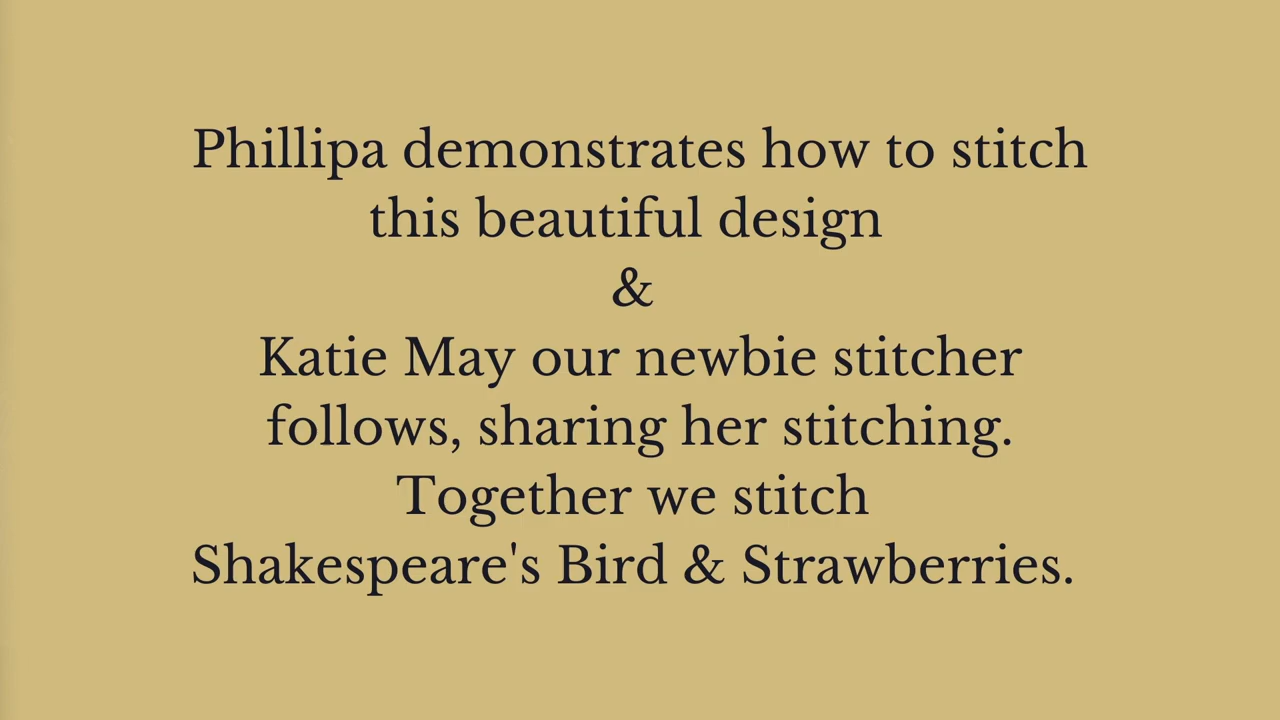 Phillipa demonstrates how to stitch
this beautiful design
&
Katie May our newbie stitcher
follows, sharing her stitching.
Together we stitch
Shakespeare's Bird & Strawberries.